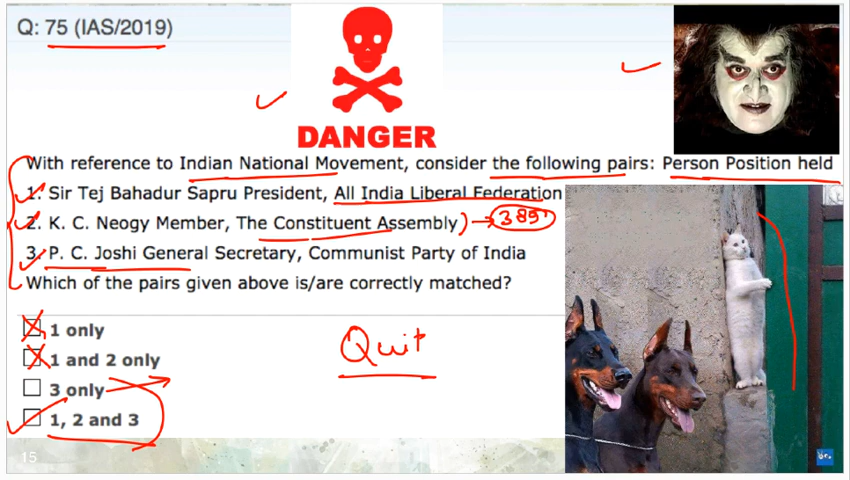 Q: 75 (IAS/2019)
DANGER
With reference to Indian National Movement, consider the following pairs: Person Position held
1. Sir Tej Bahadur Sapru President, All India Liberal Federation
2. K. C. Neogy Member, The Constituent Assembly) → 389
3. P. C. Joshi General Secretary, Communist Party of India
Which of the pairs given above is/are correctly matched?
1 only
1 and 2 only
3 only
1, 2 and 3
Quit
15